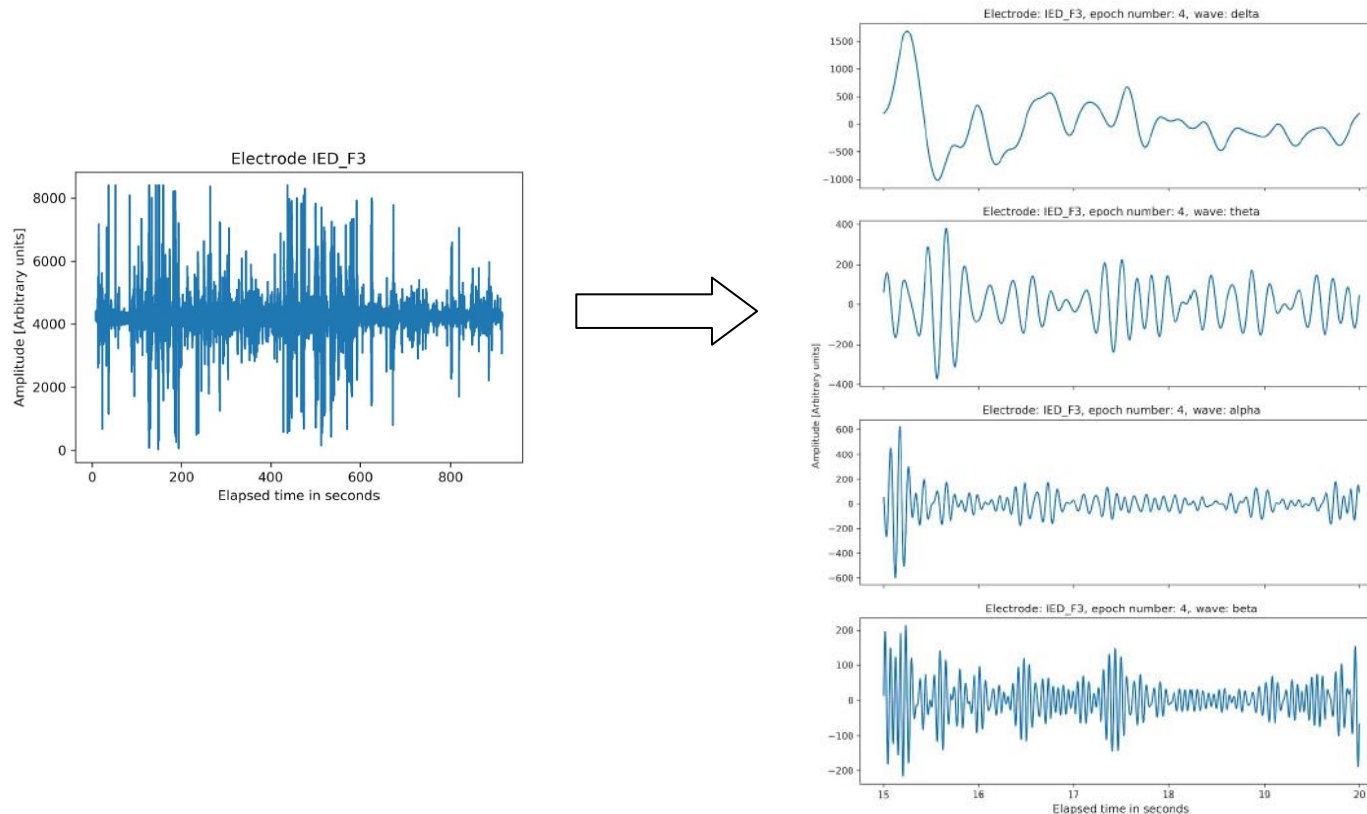 Electrode IED_F3
Amplitude [Arbitrary units]
8000
6000
4000
2000
0
0 200 400 600 800
Elapsed time in seconds
Electrode: IED_F3, epoch number: 4, wave: delta
1500
1000
500
0
−500
−1000
Electrode: IED_F3, epoch number: 4, wave: theta
400
200
0
−200
−400
Amplitude [Arbitrary units]
Electrode: IED_F3, epoch number: 4, wave: alpha
600
400
200
0
−200
−400
−600
Electrode: IED_F3, epoch number: 4, wave: beta
200
100
0
−100
−200
15 16 17 18 19 20
Elapsed time in seconds